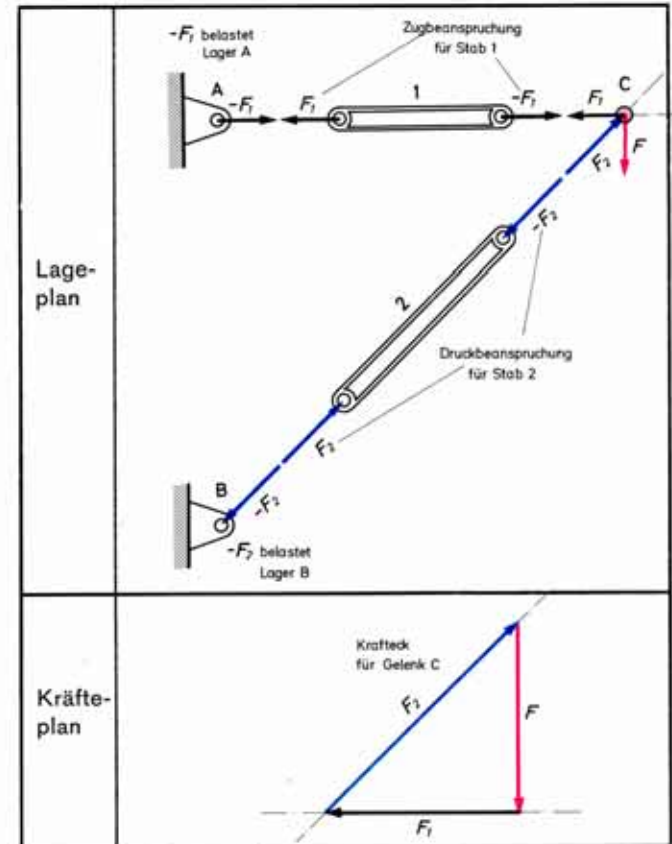 -F₁ belastet
Lager A
Zugbeanspruchung
für Stab 1
A
-F₁
F₁
1
-F₁
F₁
C
F
F₂
-F₂
Lage-
plan
2
Druckbeanspruchung
für Stab 2
F₂
B
-F₂
-F₂ belastet
Lager B
Krafteck
für Gelenk C
Kräfte-
plan
F₂
F
F₁